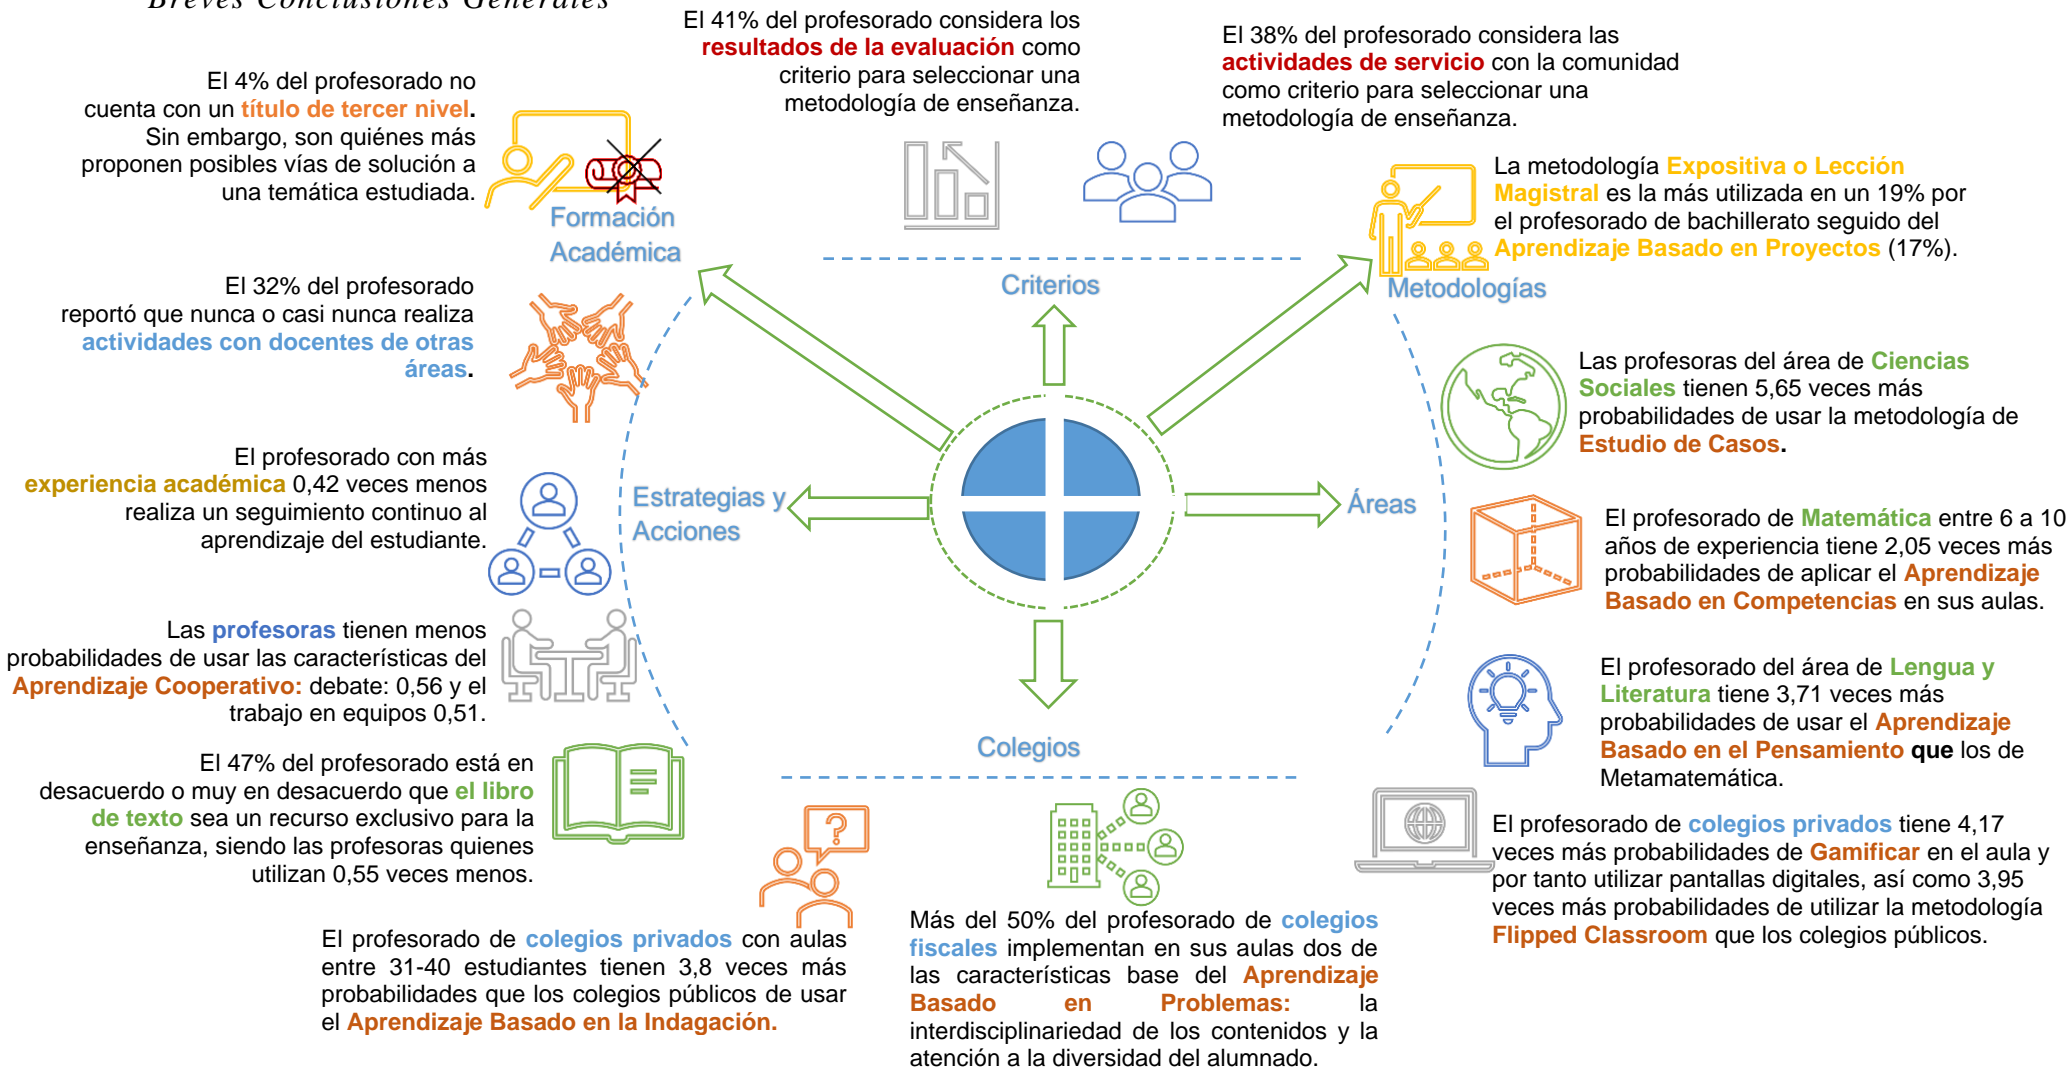 Breves Conclusiones Generales
El 41% del profesorado considera los
resultados de la evaluación como
criterio para seleccionar una
metodología de enseñanza.
El 38% del profesorado considera las
actividades de servicio con la comunidad
como criterio para seleccionar una
metodología de enseñanza.
El 4% del profesorado no
cuenta con un título de tercer nivel.
Sin embargo, son quiénes más
proponen posibles vías de solución a
una temática estudiada.
Formación
Académica
Criterios
La metodología Expositiva o Lección
Magistral es la más utilizada en un 19% por
el profesorado de bachillerato seguido del
Aprendizaje Basado en Proyectos (17%).
Metodologías
El 32% del profesorado
reportó que nunca o casi nunca realiza
actividades con docentes de otras
áreas.
Las profesoras del área de Ciencias
Sociales tienen 5,65 veces más
probabilidades de usar la metodología de
Estudio de Casos.
El profesorado con más
experiencia académica 0,42 veces menos
realiza un seguimiento continuo al
aprendizaje del estudiante.
Estrategias y
Acciones
Áreas
El profesorado de Matemática entre 6 a 10
años de experiencia tiene 2,05 veces más
probabilidades de aplicar el Aprendizaje
Basado en Competencias en sus aulas.
Las profesoras tienen menos
probabilidades de usar las características del
Aprendizaje Cooperativo: debate: 0,56 y el
trabajo en equipos 0,51.
El profesorado del área de Lengua y
Literatura tiene 3,71 veces más
probabilidades de usar el Aprendizaje
Basado en el Pensamiento que los de
Metamatemática.
El 47% del profesorado está en
desacuerdo o muy en desacuerdo que el libro
de texto sea un recurso exclusivo para la
enseñanza, siendo las profesoras quienes
utilizan 0,55 veces menos.
Colegios
?
El profesorado de colegios privados tiene 4,17
veces más probabilidades de Gamificar en el aula y
por tanto utilizar pantallas digitales, así como 3,95
veces más probabilidades de utilizar la metodología
Flipped Classroom que los colegios públicos.
El profesorado de colegios privados con aulas
entre 31-40 estudiantes tienen 3,8 veces más
probabilidades que los colegios públicos de usar
el Aprendizaje Basado en la Indagación.
Más del 50% del profesorado de colegios
fiscales implementan en sus aulas dos de
las características base del Aprendizaje
Basado en Problemas: la
interdisciplinariedad de los contenidos y la
atención a la diversidad del alumnado.